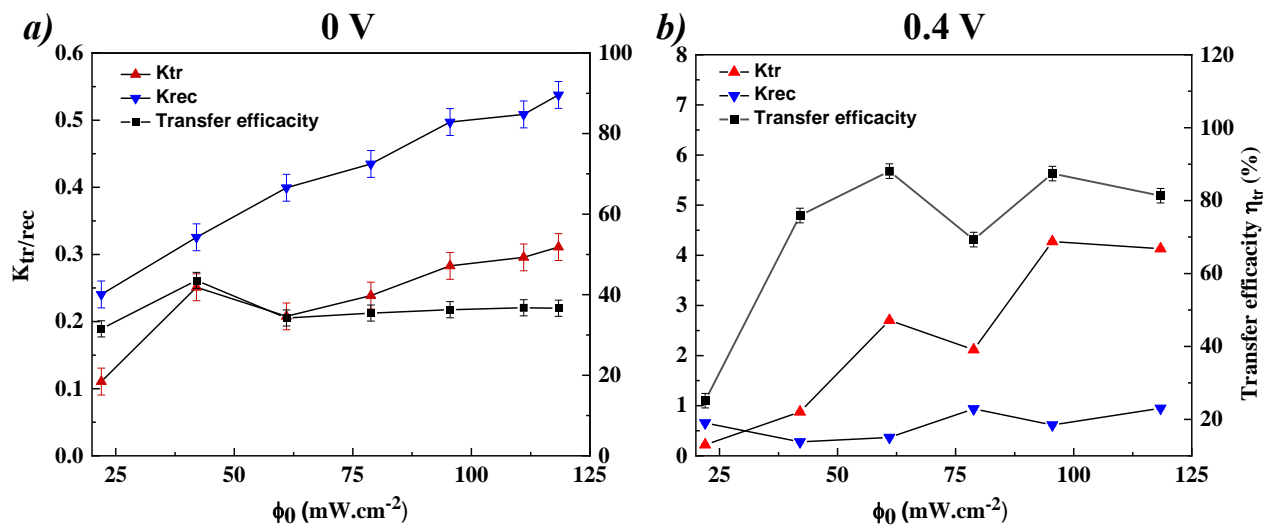 a)
0 V
0.6
0.5
0.4
0.3
0.2
0.1
0.0
Ktr/rec
Ktr
Krec
Transfer efficacity
100
80
60
40
20
0
25
50
75
100
125
ϕ0 (mW.cm-2)
b)
0.4 V
8
7
6
5
4
3
2
1
0
Ktr
Krec
Transfer efficacity
120
100
80
60
40
20
Transfer efficacity ηtr (%)
25
50
75
100
125
ϕ0 (mW.cm-2)